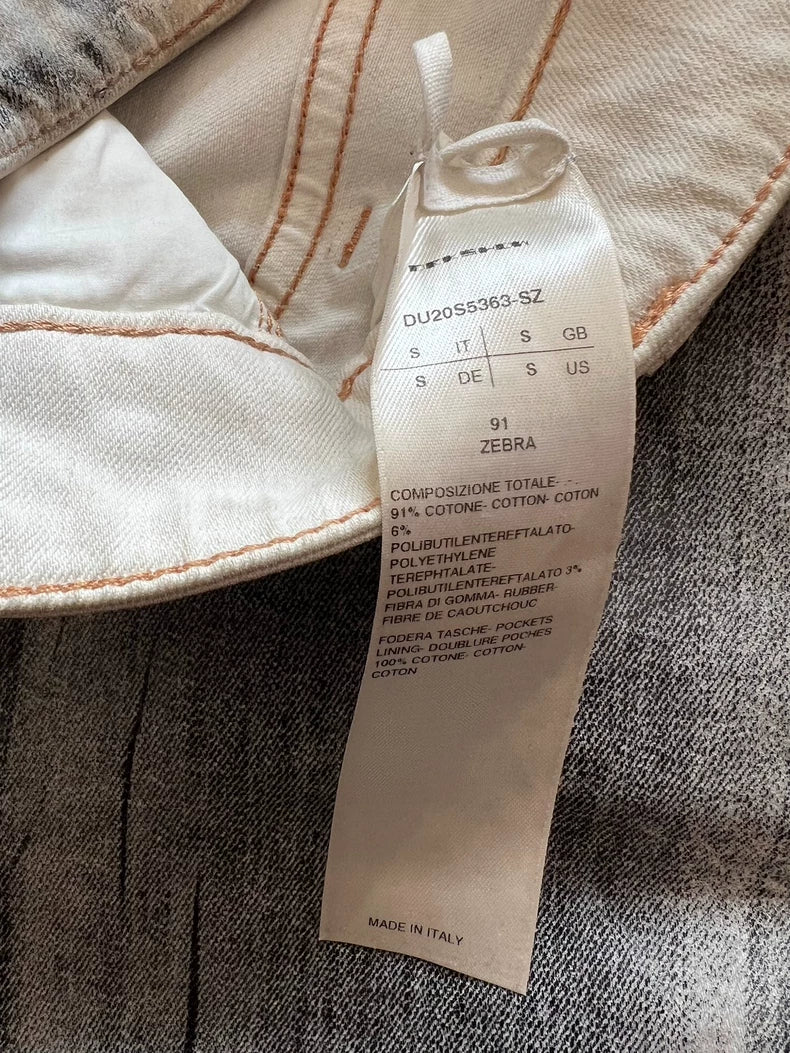 DU20S5363-SZ
S IT S GB
S DE S US
91
ZEBRA
COMPOSIZIONE TOTALE-
91% COTONE- COTTON- COTON
6%
POLIBUTILENTEREFTALATO-
POLYETHYLENE
TEREPHTALATE-
POLIBUTILENTEREFTALATO 3%
FIBRA DI GOMMA- RUBBER-
FIBRE DE CAOUTCHOUC
FODERA TASCHE- POCKETS
LINING- DOUBLURE POCHES
100% COTONE- COTTON-
COTON
MADE IN ITALY